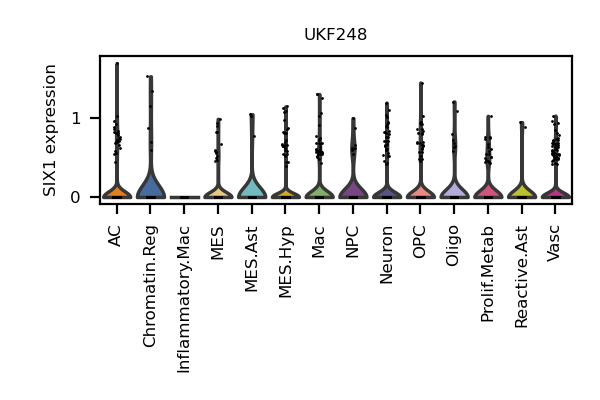 UKF248
SIX1 expression
1
0
AC
Chromatin.Reg
Inflammatory.Mac
MES
MES.Ast
MES.Hyp
Mac
NPC
Neuron
OPC
Oligo
Prolif.Metab
Reactive.Ast
Vasc